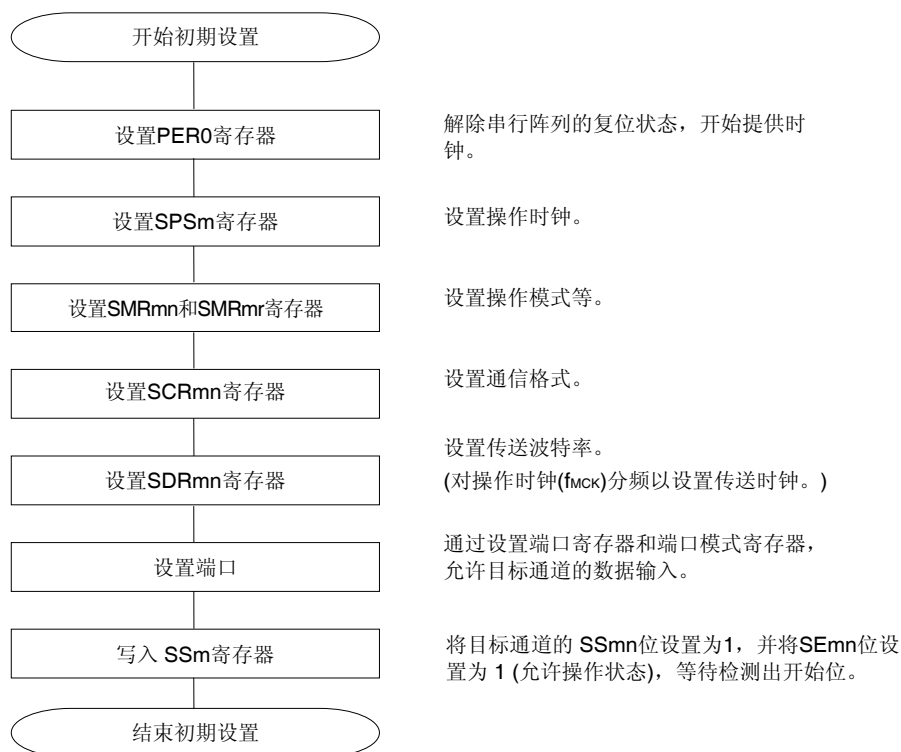 开始初期设置
设置PER0寄存器
解除串行阵列的复位状态，开始提供时
钟。
设置SPSm寄存器
设置操作时钟。
设置SMRmn和SMRmr寄存器
设置操作模式等。
设置SCRmn寄存器
设置通信格式。
设置SDRmn寄存器
设置传送波特率。
(对操作时钟(fMCK)分频以设置传送时钟。)
设置端口
通过设置端口寄存器和端口模式寄存器，
允许目标通道的数据输入。
写入 SSm寄存器
将目标通道的 SSmn位设置为1，并将SEmn位设
置为 1 (允许操作状态)，等待检测出开始位。
结束初期设置